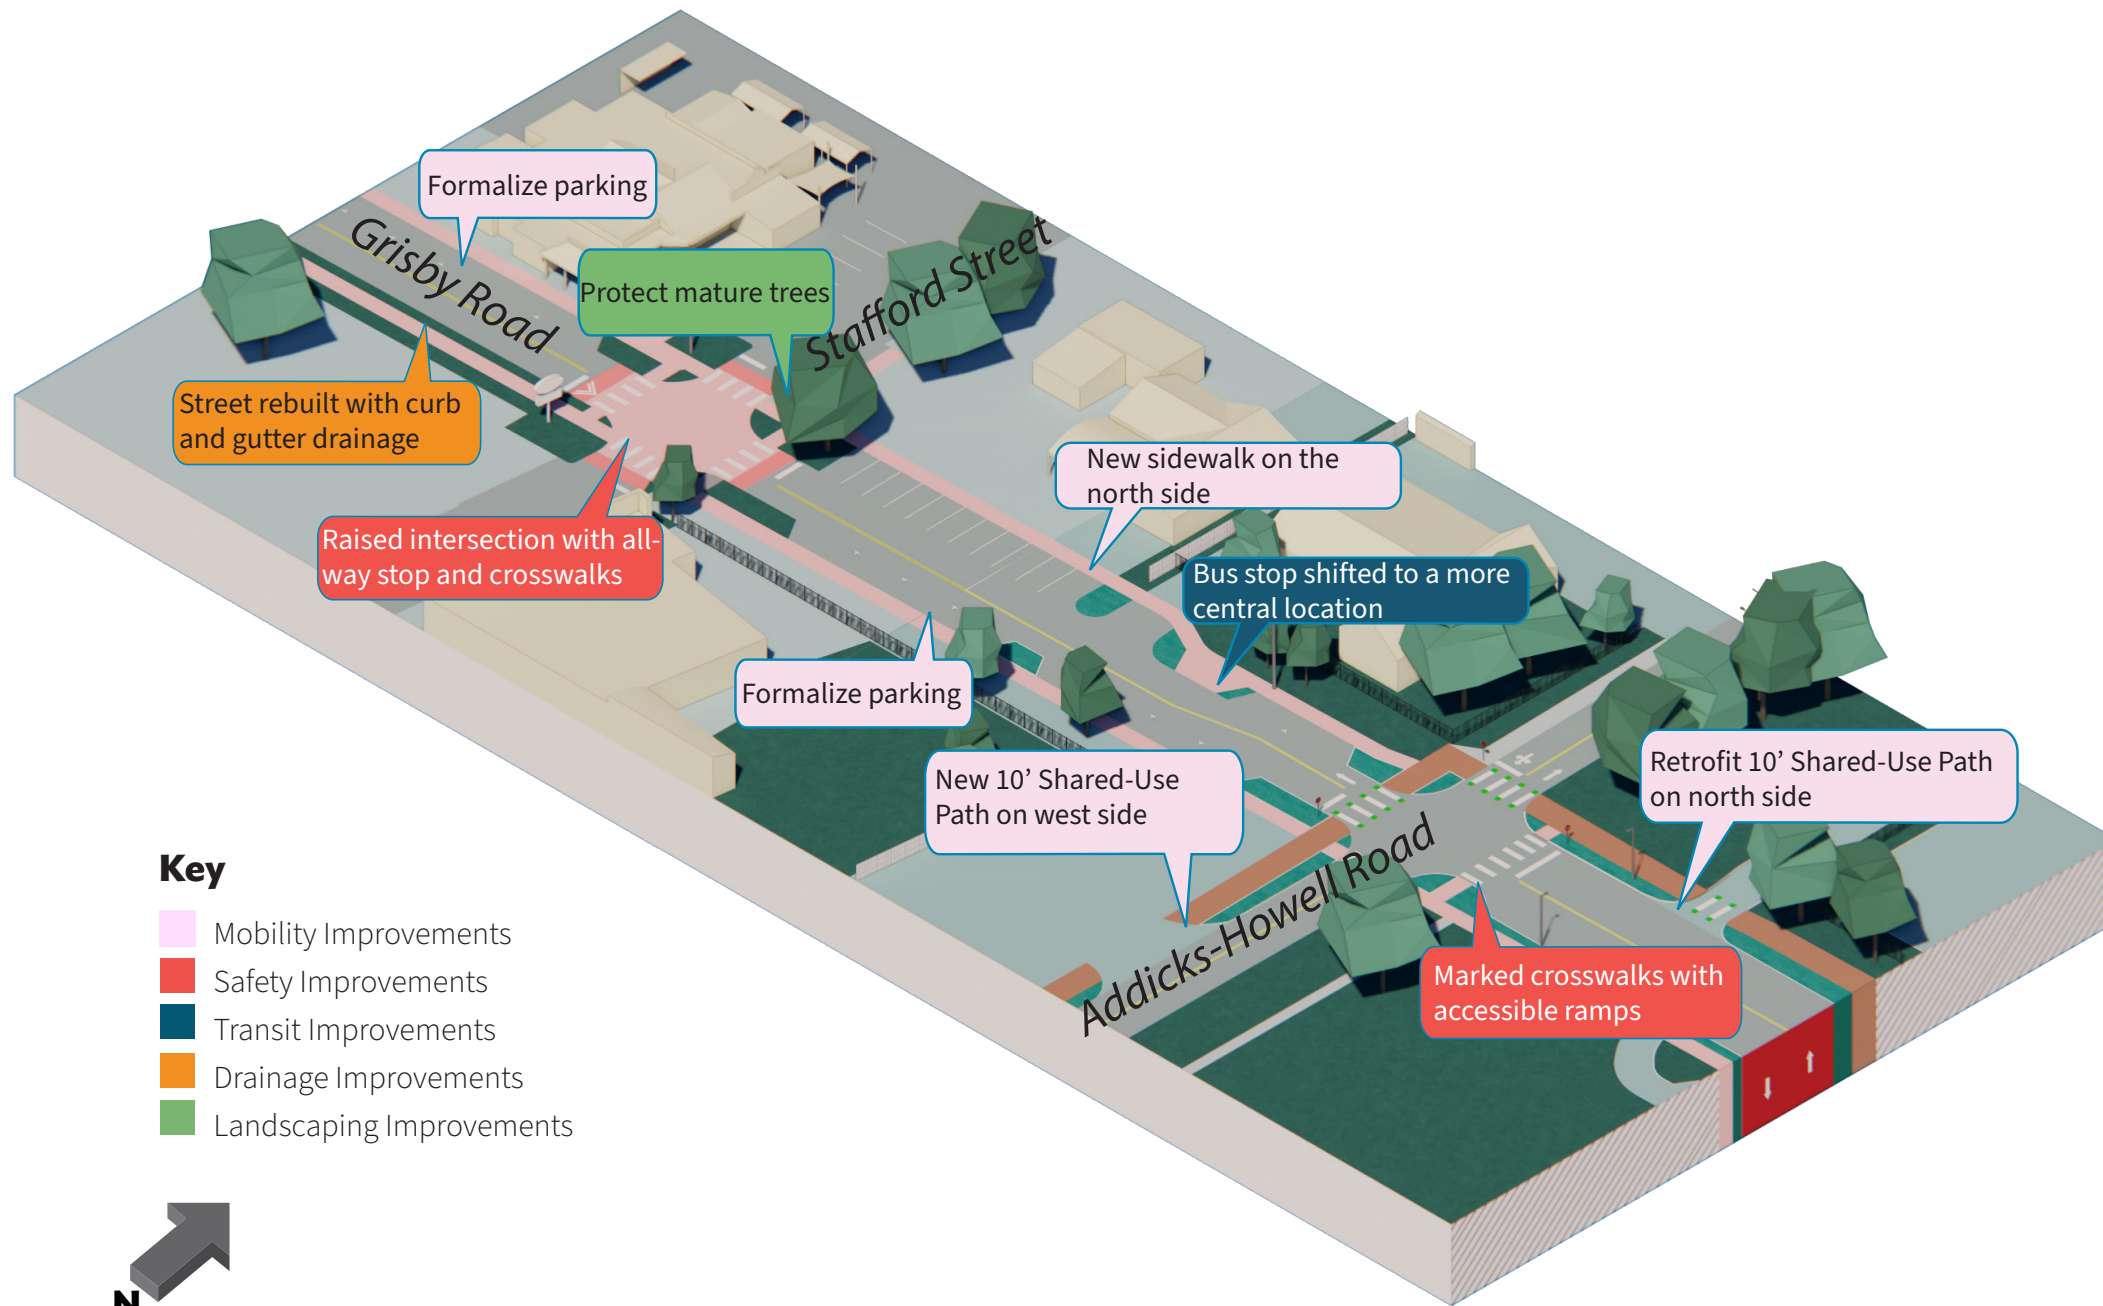 Formalize parking
Grisby Road
Protect mature trees
Stafford Street
Street rebuilt with curb
and gutter drainage
New sidewalk on the
north side
Raised intersection with all-
way stop and crosswalks
Bus stop shifted to a more
central location
Formalize parking
New 10’ Shared-Use
Path on west side
Retrofit 10’ Shared-Use Path
on north side
Addicks-Howell Road
Marked crosswalks with
accessible ramps
Key
Mobility Improvements
Safety Improvements
Transit Improvements
Drainage Improvements
Landscaping Improvements
N